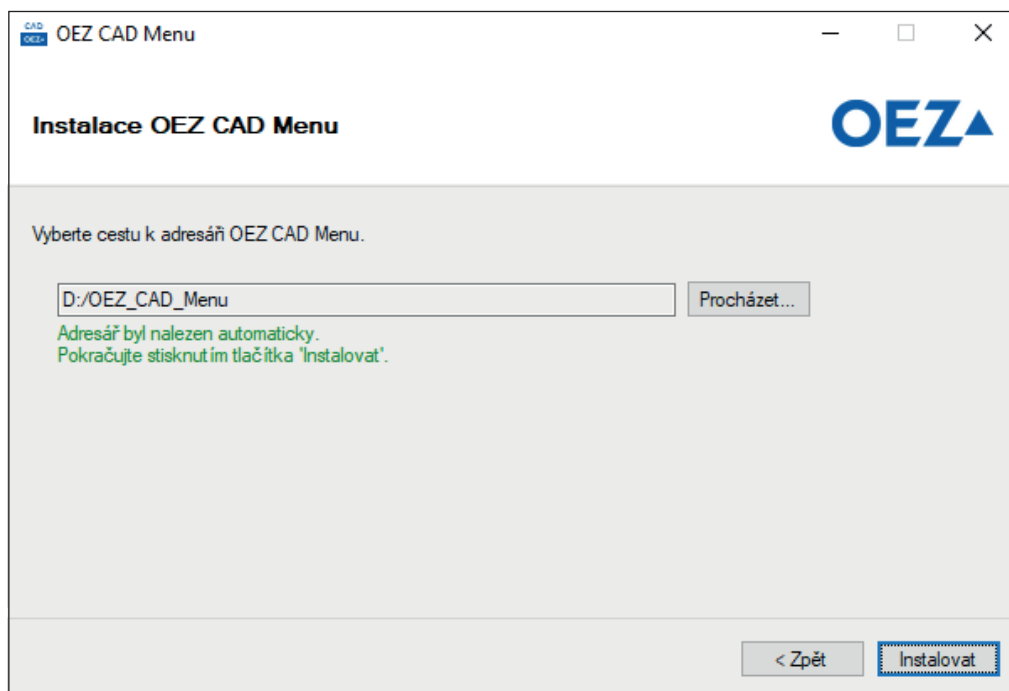 CAD
OEZ
OEZ CAD Menu
Instalace OEZ CAD Menu
OEZ
Vyberte cestu k adresáři OEZ CAD Menu.
D:/OEZ_CAD_Menu
Procházet...
Adresář byl nalezen automaticky.
Pokračujte stisknutím tlačítka 'Instalovat'.
< Zpět
Instalovat